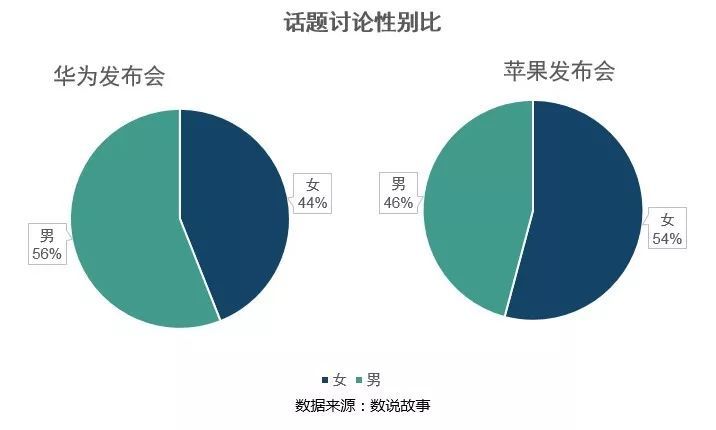 话题讨论性别比
华为发布会
苹果发布会
女
44%
男
56%
男
46%
女
54%
女 男
数据来源：数说故事